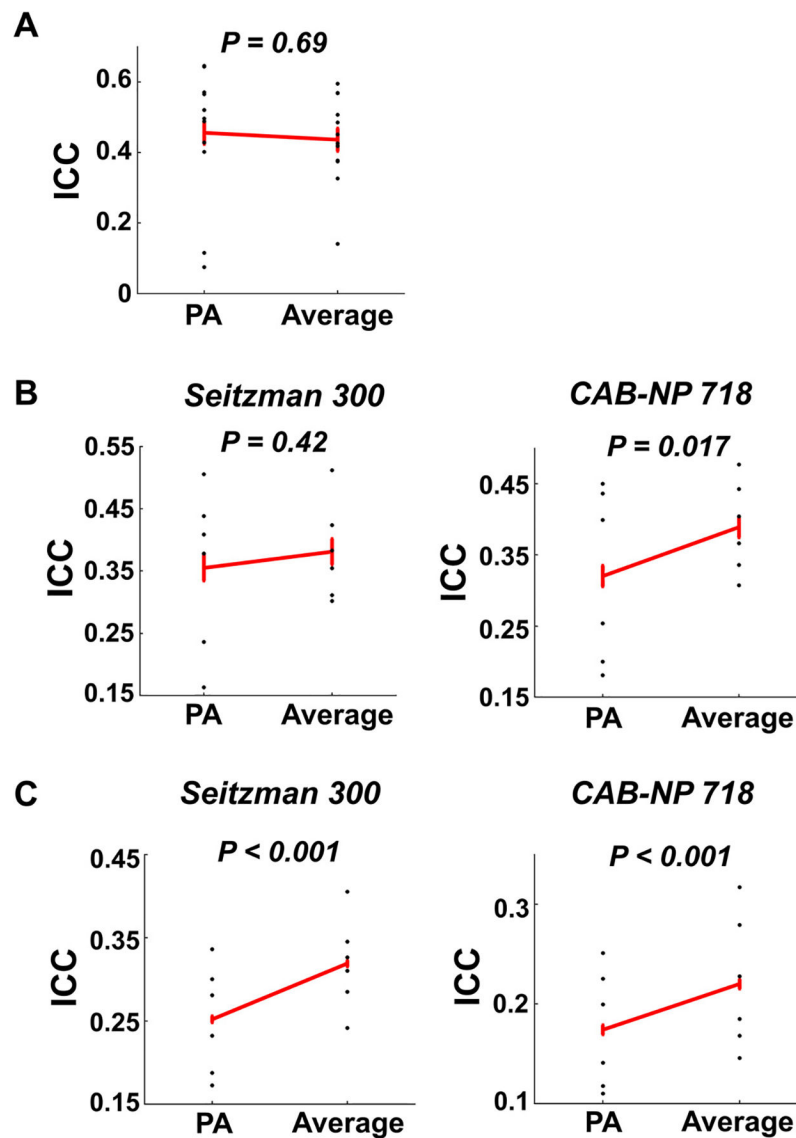 A
P = 0.69
ICC
0.6
0.4
0.2
0
PA Average
B
Seitzman 300
P = 0.42
ICC
0.55
0.45
0.35
0.25
0.15
PA Average
CAB-NP 718
P = 0.017
ICC
0.45
0.35
0.25
0.15
PA Average
C
Seitzman 300
P < 0.001
ICC
0.45
0.35
0.25
0.15
PA Average
CAB-NP 718
P < 0.001
ICC
0.3
0.2
0.1
PA Average